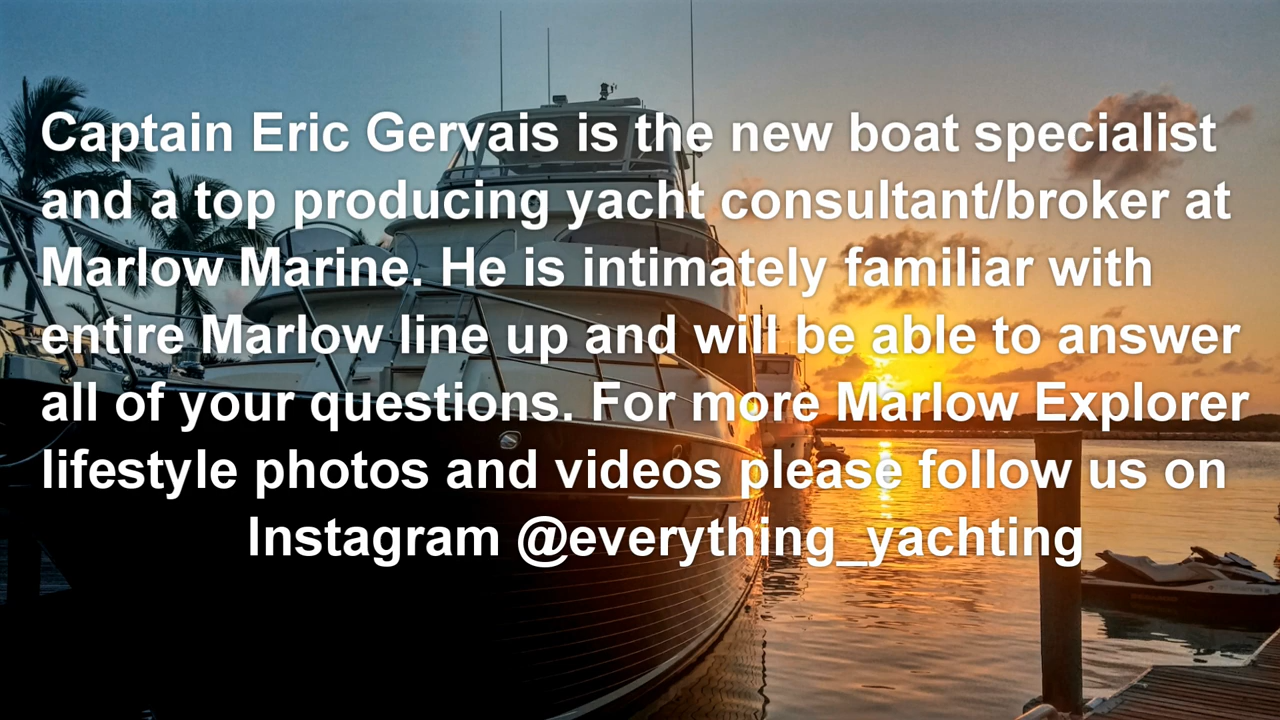 Captain Eric Gervais is the new boat specialist
and a top producing yacht consultant/broker at
Marlow Marine. He is intimately familiar with
entire Marlow line up and will be able to answer
all of your questions. For more Marlow Explorer
lifestyle photos and videos please follow us on
Instagram @everything_yachting